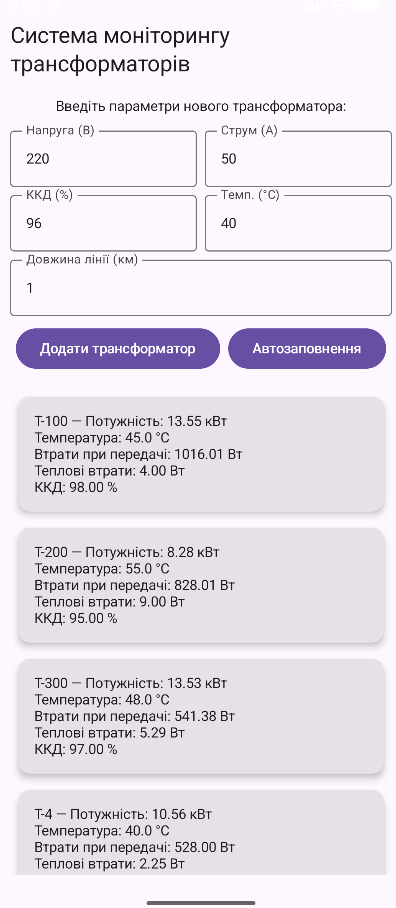 Система моніторингу
трансформаторів
Введіть параметри нового трансформатора:
Напруга (В)
220
Струм (А)
50
ККД (%)
96
Темп. (°C)
40
Довжина лінії (км)
1
Додати трансформатор
Автозаповнення
Т-100 — Потужність: 13.55 кВт
Температура: 45.0 °C
Втрати при передачі: 1016.01 Вт
Теплові втрати: 4.00 Вт
ККД: 98.00 %
Т-200 — Потужність: 8.28 кВт
Температура: 55.0 °C
Втрати при передачі: 828.01 Вт
Теплові втрати: 9.00 Вт
ККД: 95.00 %
Т-300 — Потужність: 13.53 кВт
Температура: 48.0 °C
Втрати при передачі: 541.38 Вт
Теплові втрати: 5.29 Вт
ККД: 97.00 %
Т-4 — Потужність: 10.56 кВт
Температура: 40.0 °C
Втрати при передачі: 528.00 Вт
Теплові втрати: 2.25 Вт